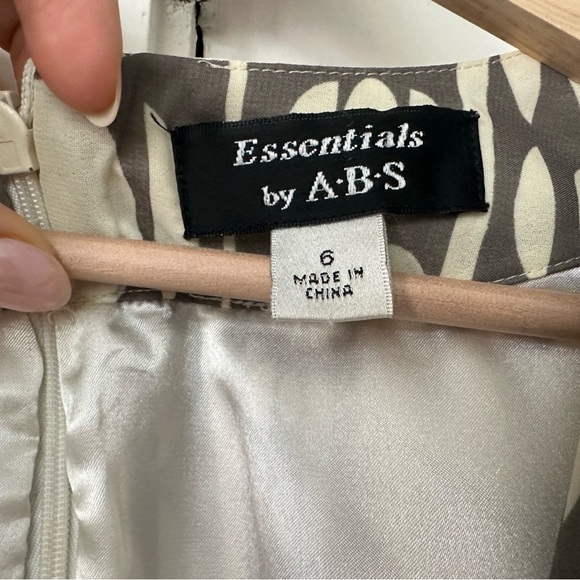 Essentials
by A·B·S
6
MADE IN
CHINA